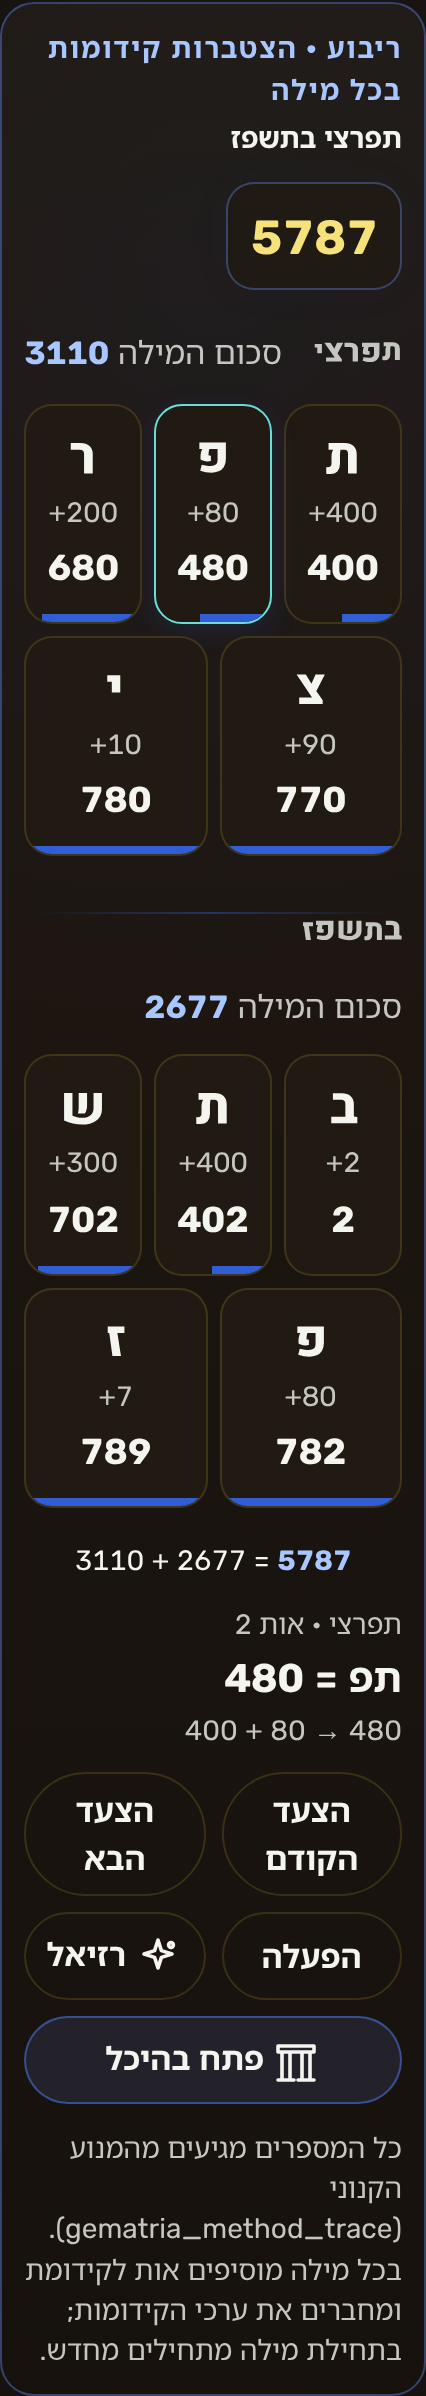 ריבוע • הצטברות קידומות
בכל מילה
תפרצי בתשפז
5787
תפרצי סכום המילה 3110
ת פ ר
+400 +80 +200
400 480 680
צ י
+90 +10
770 780
בתשפז
סכום המילה 2677
ב ת ש
+2 +400 +300
2 402 702
פ ז
+80 +7
782 789
3110 + 2677 = 5787
תפרצי • אות 2
תפ = 480
400 + 80 → 480
הצעד הקודם
הצעד הבא
הפעלה
רזיאל
פתח בהיכל
כל המספרים מגיעים מהמנוע
הקנוני
(gematria_method_trace).
בכל מילה מוסיפים אות לקידומת
ומחברים את ערכי הקידומות;
בתחילת מילה מתחילים מחדש.